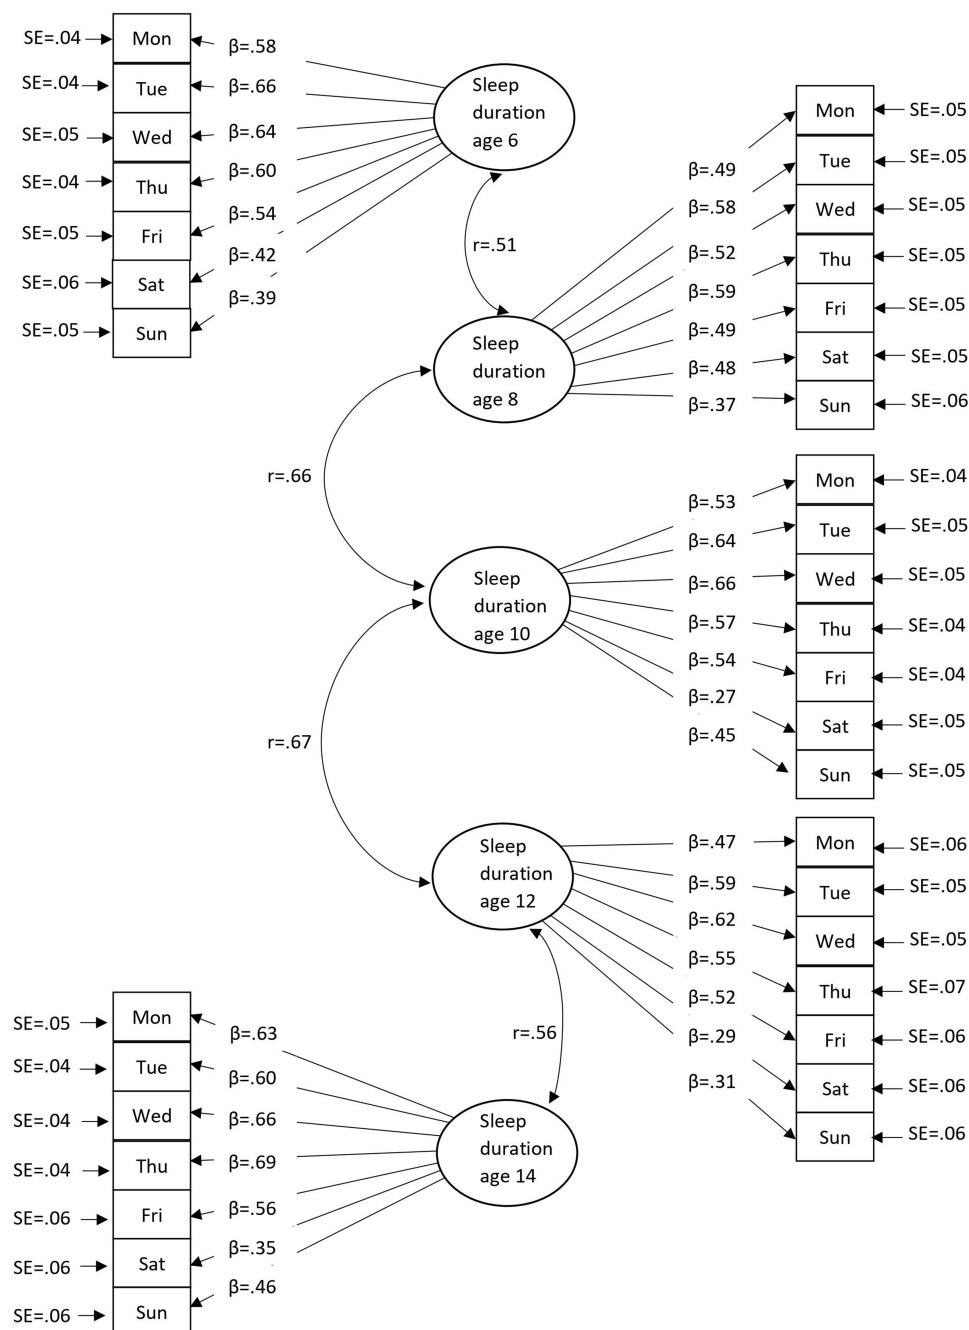 SE=.04 Mon β=.58
SE=.04 Tue β=.66
SE=.05 Wed β=.64
SE=.04 Thu β=.60
SE=.05 Fri β=.54
SE=.06 Sat β=.42
SE=.05 Sun β=.39
Sleep
duration
age 6
r=.51
β=.49 Mon SE=.05
β=.58 Tue SE=.05
β=.52 Wed SE=.05
β=.59 Thu SE=.05
β=.49 Fri SE=.05
β=.48 Sat SE=.05
β=.37 Sun SE=.06
Sleep
duration
age 8
r=.66
β=.53 Mon SE=.04
β=.64 Tue SE=.05
β=.66 Wed SE=.05
β=.57 Thu SE=.04
β=.54 Fri SE=.04
β=.27 Sat SE=.05
β=.45 Sun SE=.05
Sleep
duration
age 10
r=.67
β=.47 Mon SE=.06
β=.59 Tue SE=.05
β=.62 Wed SE=.05
β=.55 Thu SE=.07
β=.52 Fri SE=.06
β=.29 Sat SE=.06
β=.31 Sun SE=.06
Sleep
duration
age 12
r=.56
SE=.05 Mon β=.63
SE=.04 Tue β=.60
SE=.04 Wed β=.66
SE=.04 Thu β=.69
SE=.06 Fri β=.56
SE=.06 Sat β=.35
SE=.06 Sun β=.46
Sleep
duration
age 14